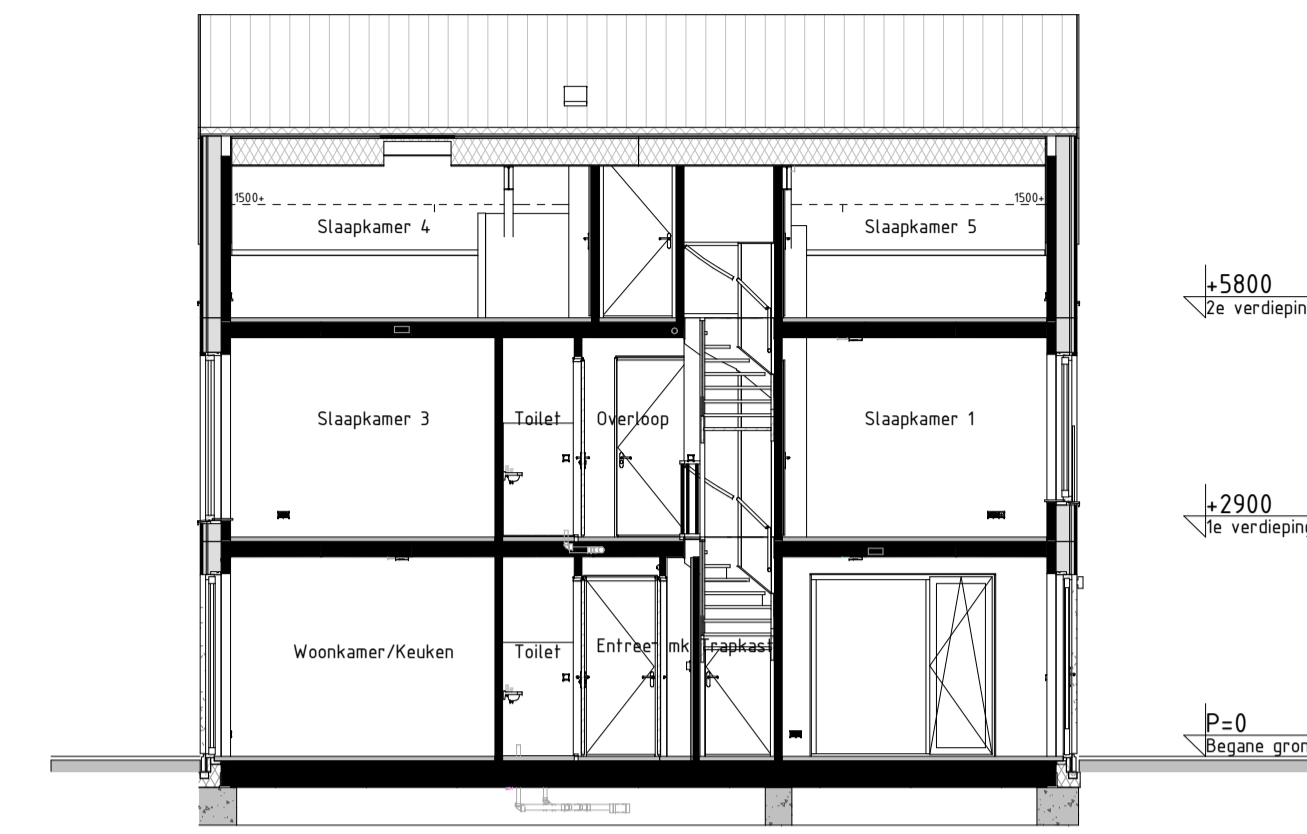 1500+ 1500+
Slaapkamer 4 Slaapkamer 5
+5800
2e verdiepin
Slaapkamer 3 Toilet Overloop Slaapkamer 1
+2900
1e verdieping
Woonkamer/Keuken Toilet Entree mk Trapkast
P=0
Begane gron